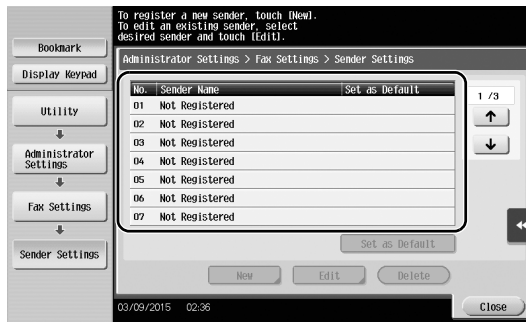 To register a new sender, touch [New].
To edit an existing sender, select
desired sender and touch [Edit].
Bookmark
Display Keypad
Utility
Administrator
Settings
Fax Settings
Sender Settings
Administrator Settings > Fax Settings > Sender Settings
No. Sender Name Set as Default
01 Not Registered
02 Not Registered
03 Not Registered
04 Not Registered
05 Not Registered
06 Not Registered
07 Not Registered
1 /3
Set as Default
New Edit Delete
03/09/2015 02:36
Close